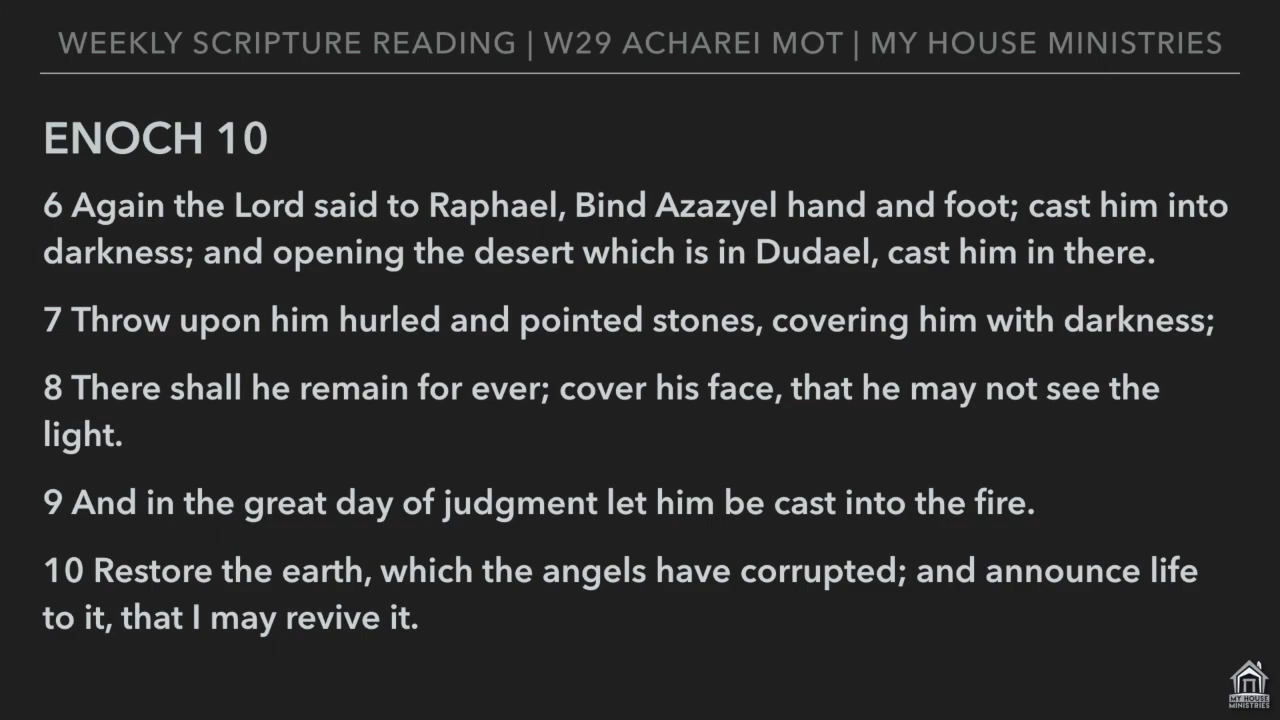 WEEKLY SCRIPTURE READING | W29 ACHAREI MOT | MY HOUSE MINISTRIES
ENOCH 10
6 Again the Lord said to Raphael, Bind Azazyel hand and foot; cast him into
darkness; and opening the desert which is in Dudael, cast him in there.
7 Throw upon him hurled and pointed stones, covering him with darkness;
8 There shall he remain for ever; cover his face, that he may not see the
light.
9 And in the great day of judgment let him be cast into the fire.
10 Restore the earth, which the angels have corrupted; and announce life
to it, that I may revive it.
MY HOUSE
MINISTRIES